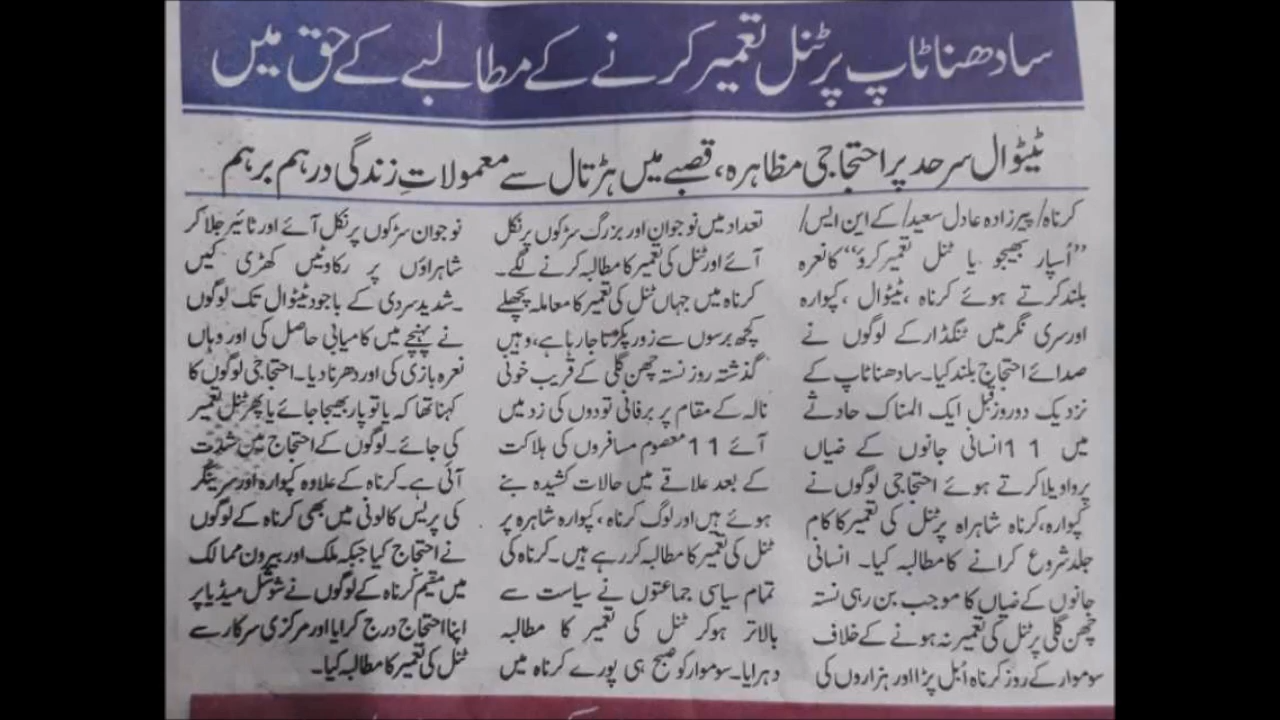 سادھنا ٹاپ پر ٹنل تعمیر کرنے کے مطالبے کے حق میں
ٹیٹوال سرحد پر احتجاجی مظاہرہ، قصبے میں ہڑتال سے معمولاتِ زندگی درہم برہم
کرناہ/پیرزادہ عادل سعید/کے این ایس/
”اُسپار بھیجو یا ٹنل تعمیر کرؤ“ کا نعرہ
بلند کرتے ہوئے کرناہ ،ٹیٹوال ،کپوارہ
اور سری نگر میں ٹنگڈار کے لوگوں نے
صدائے احتجاج بلند کیا۔سادھنا ٹاپ کے
نزدیک دو روز قبل ایک المناک حادثے
میں 11 انسانی جانوں کے ضیاں
پر واویلا کرتے ہوئے احتجاجی لوگوں نے
کپوارہ، کرناہ شاہراہ پر ٹنل کی تعمیر کا کام
جلد شروع کرانے کا مطالبہ کیا۔ انسانی
جانوں کے ضیاں کا موجب بن رہی نستہ
چھن گلی پر ٹنل کی تعمیر نہ ہونے کے خلاف
سوموار کے روز کرناہ اُبل پڑا اور ہزاروں کی
تعداد میں نوجوان اور بزرگ سڑکوں پر نکل
آئے اور ٹنل کی تعمیر کا مطالبہ کرنے لگے۔
کرناہ میں جہاں ٹنل کی تعمیر کا معاملہ پچھلے
کچھ برسوں سے زور پکڑتا جا رہا ہے، وہیں
گذشتہ روز نستہ چھن گلی کے قریب خونی
نالہ کے مقام پر برفانی تودوں کی زد میں
آئے 11 معصوم مسافروں کی ہلاکت
کے بعد علاقے میں حالات کشیدہ بنے
ہوئے ہیں اور لوگ کرناہ ،کپوارہ شاہرہ پر
ٹنل کی تعمیر کا مطالبہ کر رہے ہیں۔کرناہ کی
تمام سیاسی جماعتوں نے سیاست سے
بالاتر ہو کر ٹنل کی تعمیر کا مطالبہ
دہرایا۔سوموار کو صبح ہی پورے کرناہ میں
نوجوان سڑکوں پر نکل آئے اور ٹائیر جلا کر
شاہراؤں پر رکاوٹیں کھڑی کیں
۔شدید سردی کے باجود ٹیٹوال تک لوگوں
نے پہنچے میں کامیابی حاصل کی اور وہاں
نعرہ بازی کی اور دھرنا دیا۔احتجاجی لوگوں کا
کہنا تھا کہ یا تو پار بھیجا جائے یا پھر ٹنل تعمیر
کی جائے۔لوگوں کے احتجاج میں شدت
آئی ہے۔کرناہ کے علاوہ کپوارہ اور سرینگر
کی پریس کالونی میں بھی کرناہ کے لوگوں
نے احتجاج کیا جبکہ ملک اور بیرون ممالک
میں مقیم کرناہ کے لوگوں نے شوشل میڈیا پر
اپنا احتجاج درج کرایا اور مرکزی سرکار سے
ٹنل کی تعمیر کا مطالبہ کیا۔